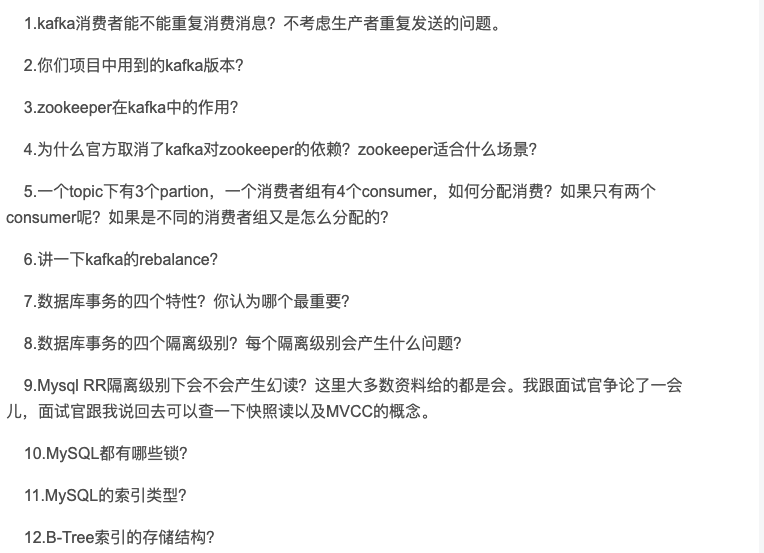 1.kafka消费者能不能重复消费消息？不考虑生产者重复发送的问题。
2.你们项目中用到的kafka版本？
3.zookeeper在kafka中的作用？
4.为什么官方取消了kafka对zookeeper的依赖？zookeeper适合什么场景？
5.一个topic下有3个partion，一个消费者组有4个consumer，如何分配消费？如果只有两个
consumer呢？如果是不同的消费者组又是怎么分配的？
6.讲一下kafka的rebalance？
7.数据库事务的四个特性？你认为哪个最重要？
8.数据库事务的四个隔离级别？每个隔离级别会产生什么问题？
9.Mysql RR隔离级别下会不会产生幻读？这里大多数资料给的都是会。我跟面试官争论了一会
儿，面试官跟我说回去可以查一下快照读以及MVCC的概念。
10.MySQL都有哪些锁？
11.MySQL的索引类型？
12.B-Tree索引的存储结构？